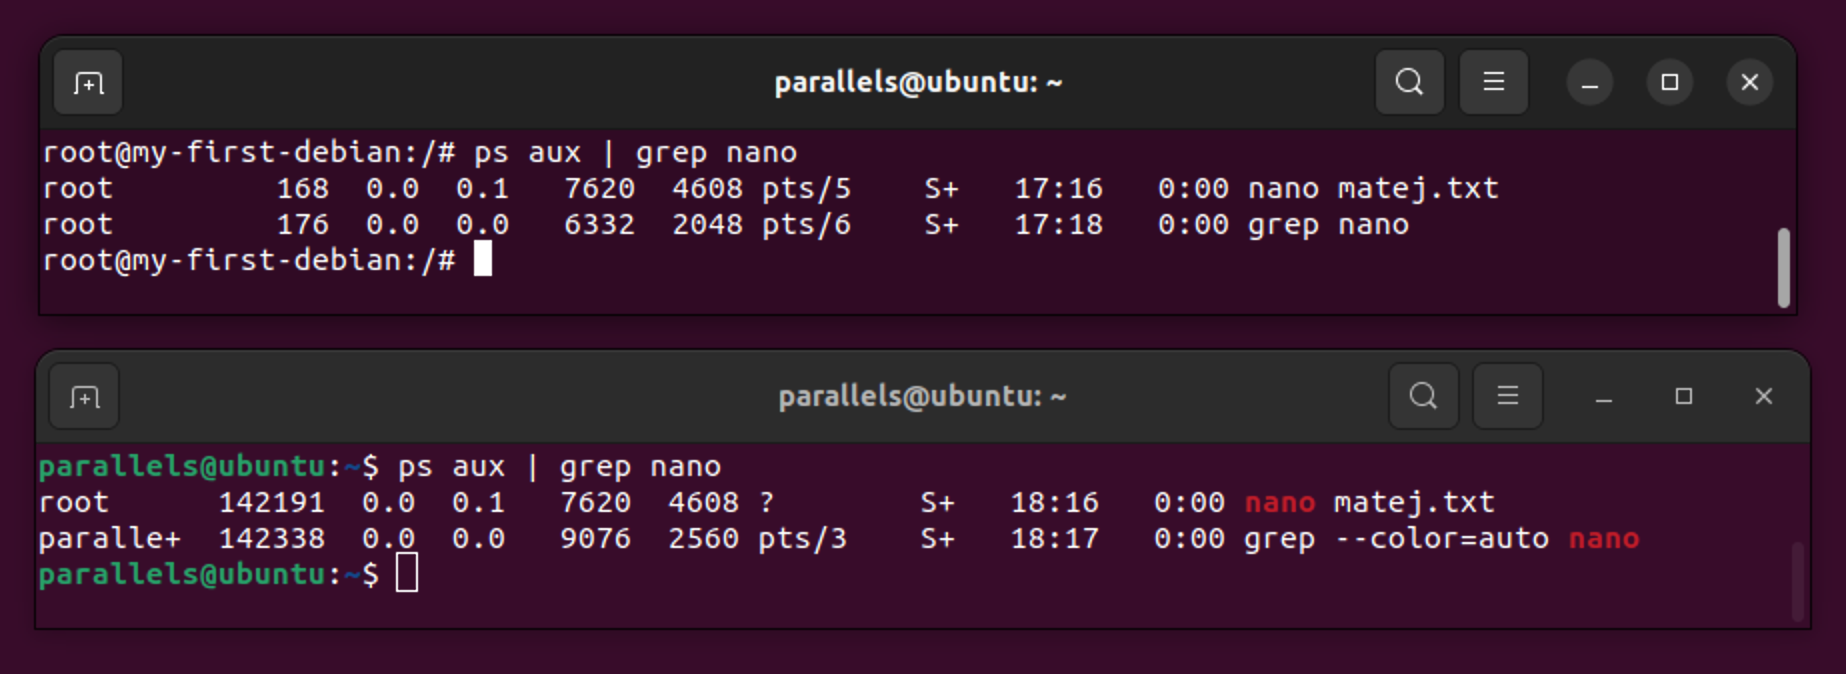 parallels@ubuntu: ~
root@my-first-debian:/# ps aux | grep nano
root         168  0.0  0.1   7620  4608 pts/5    S+   17:16   0:00 nano matej.txt
root         176  0.0  0.0   6332  2048 pts/6    S+   17:18   0:00 grep nano
root@my-first-debian:/#
parallels@ubuntu: ~
parallels@ubuntu:~$ ps aux | grep nano
root      142191  0.0  0.1   7620  4608 ?        S+   18:16   0:00 nano matej.txt
paralle+  142338  0.0  0.0   9076  2560 pts/3    S+   18:17   0:00 grep --color=auto nano
parallels@ubuntu:~$